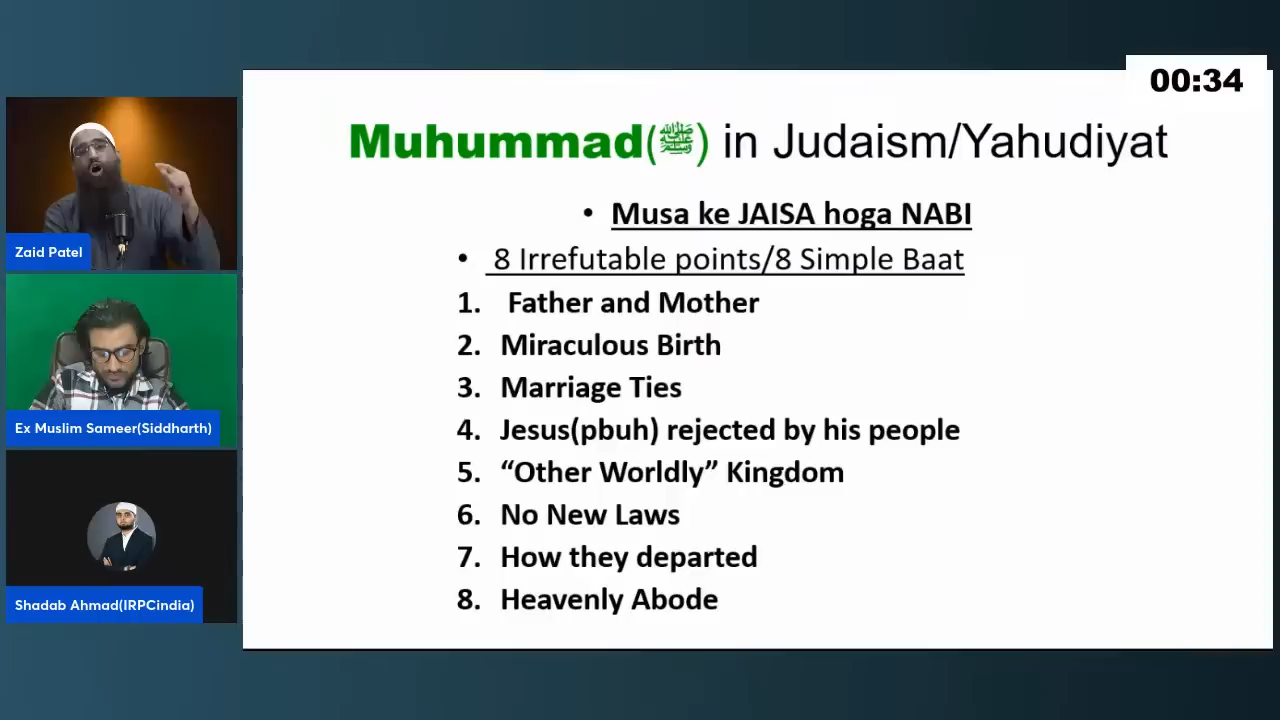 00:34
Muhummad(ﷺ) in Judaism/Yahudiyat
• Musa ke JAISA hoga NABI
• 8 Irrefutable points/8 Simple Baat
1. Father and Mother
2. Miraculous Birth
3. Marriage Ties
4. Jesus(pbuh) rejected by his people
5. “Other Worldly” Kingdom
6. No New Laws
7. How they departed
8. Heavenly Abode
Zaid Patel
Ex Muslim Sameer(Siddharth)
Shadab Ahmad(IRPCindia)